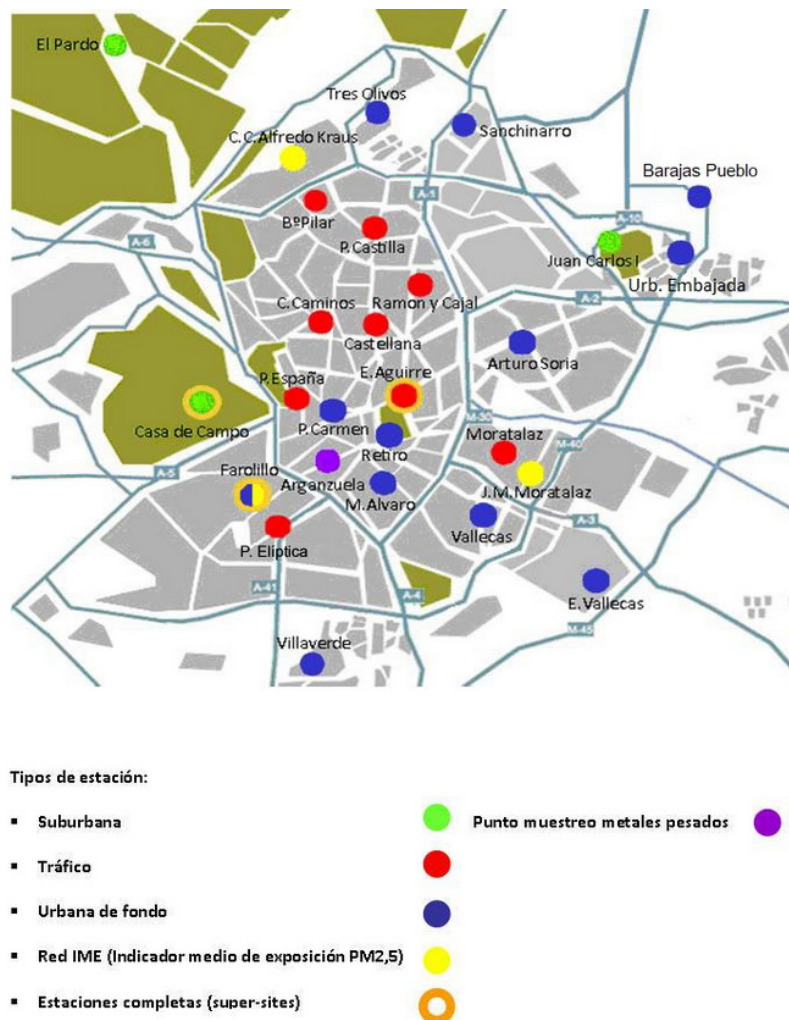 El Pardo
Tres Olivos
Sanchinarro
C. C. Alfredo Kraus
Barajas Pueblo
A-1
BºPilar
A-10
P. Castilla
A-6
Juan Carlos I
Urb. Embajada
C. Caminos
Ramon y Cajal
A-2
Castellana
Arturo Soria
P. España
E. Aguirre
Casa de Campo
P. Carmen
M-30
Moratalaz
M-40
Retiro
A-5
Farolillo
Arganzuela
J. M. Moratalaz
M. Alvaro
Vallecas
A-3
P. Elíptica
A-41
A-4
E. Vallecas
M-45
Villaverde
Tipos de estación:
▪ Suburbana
Punto muestreo metales pesados
▪ Tráfico
▪ Urbana de fondo
▪ Red IME (Indicador medio de exposición PM2,5)
▪ Estaciones completas (super-sites)